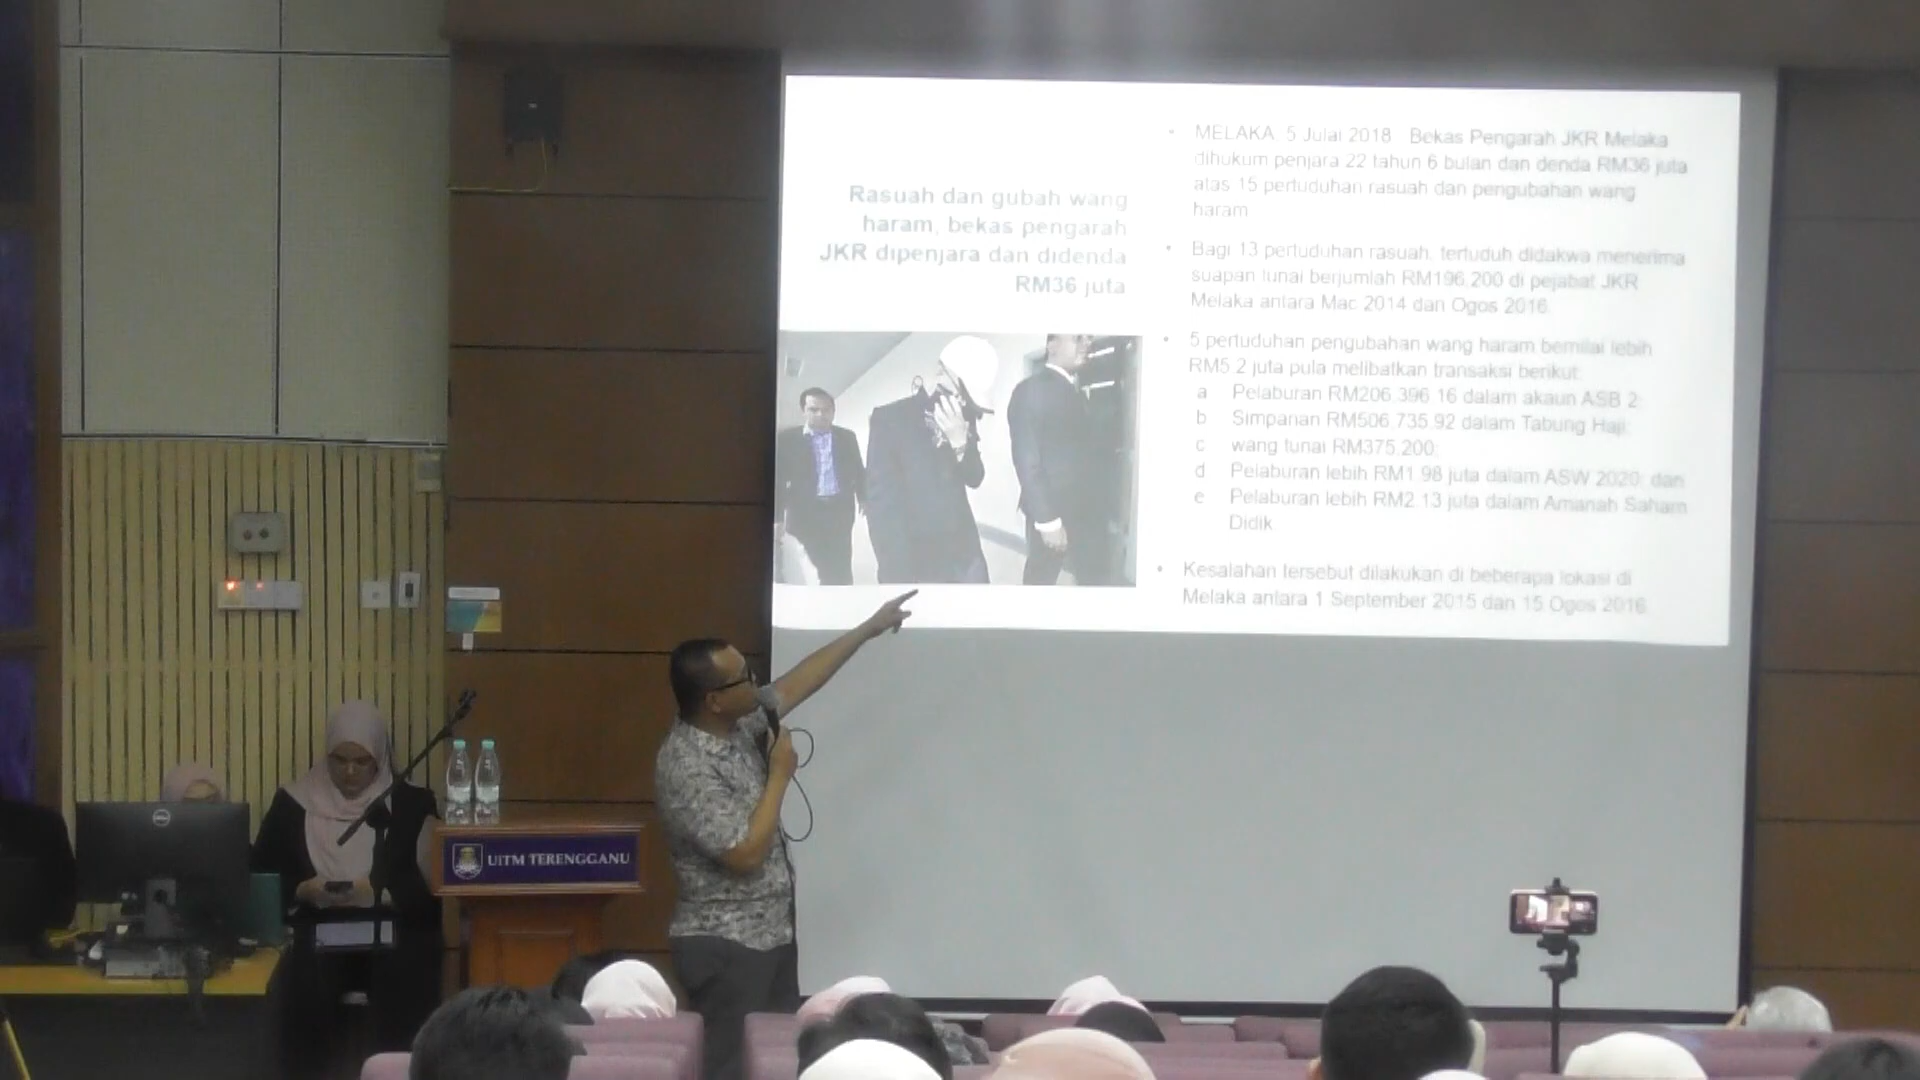 Rasuah dan gubah wang
haram, bekas pengarah
JKR dipenjara dan didenda
RM36 juta
• MELAKA, 5 Julai 2018 Bekas Pengarah JKR Melaka
dihukum penjara 22 tahun 6 bulan dan denda RM36 juta
atas 15 pertuduhan rasuah dan pengubahan wang
haram
• Bagi 13 pertuduhan rasuah, tertuduh didakwa menerima
suapan tunai berjumlah RM196,200 di pejabat JKR
Melaka antara Mac 2014 dan Ogos 2016.
• 5 pertuduhan pengubahan wang haram bernilai lebih
RM5.2 juta pula melibatkan transaksi berikut:
a Pelaburan RM206,396.16 dalam akaun ASB 2;
b Simpanan RM506,735.92 dalam Tabung Haji;
c wang tunai RM375,200;
d Pelaburan lebih RM1.98 juta dalam ASW 2020; dan
e Pelaburan lebih RM2.13 juta dalam Amanah Saham
Didik
• Kesalahan tersebut dilakukan di beberapa lokasi di
Melaka antara 1 September 2015 dan 15 Ogos 2016
DELL
UiTM TERENGGANU